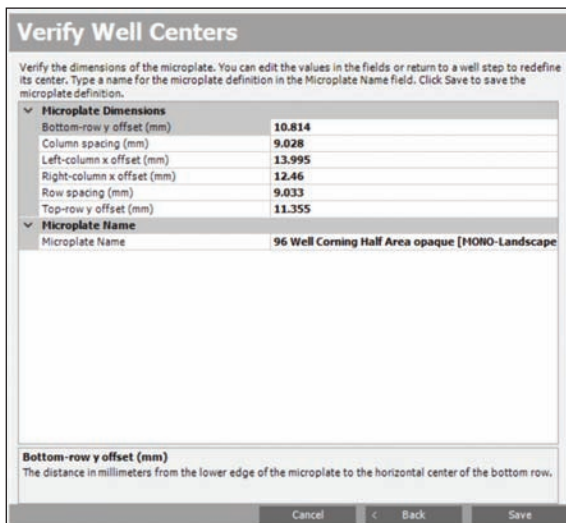 Verify Well Centers
Verify the dimensions of the microplate. You can edit the values in the fields or return to a well step to redefine
its center. Type a name for the microplate definition in the Microplate Name field. Click Save to save the
microplate definition.
Microplate Dimensions
Bottom-row y offset (mm) 10.814
Column spacing (mm) 9.028
Left-column x offset (mm) 13.995
Right-column x offset (mm) 12.46
Row spacing (mm) 9.033
Top-row y offset (mm) 11.355
Microplate Name
Microplate Name 96 Well Corning Half Area opaque [MONO-Landscape
Bottom-row y offset (mm)
The distance in millimeters from the lower edge of the microplate to the horizontal center of the bottom row.
Cancel < Back Save